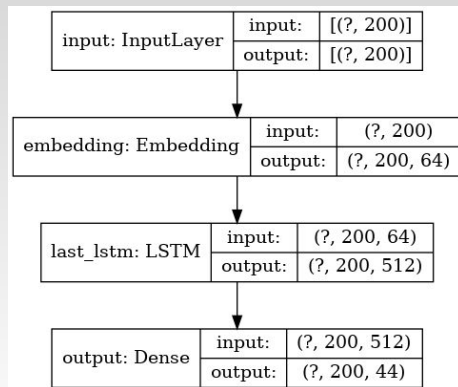 input: InputLayer
input: [(?, 200)]
output: [(?, 200)]
embedding: Embedding
input: (?, 200)
output: (?, 200, 64)
last_lstm: LSTM
input: (?, 200, 64)
output: (?, 200, 512)
output: Dense
input: (?, 200, 512)
output: (?, 200, 44)